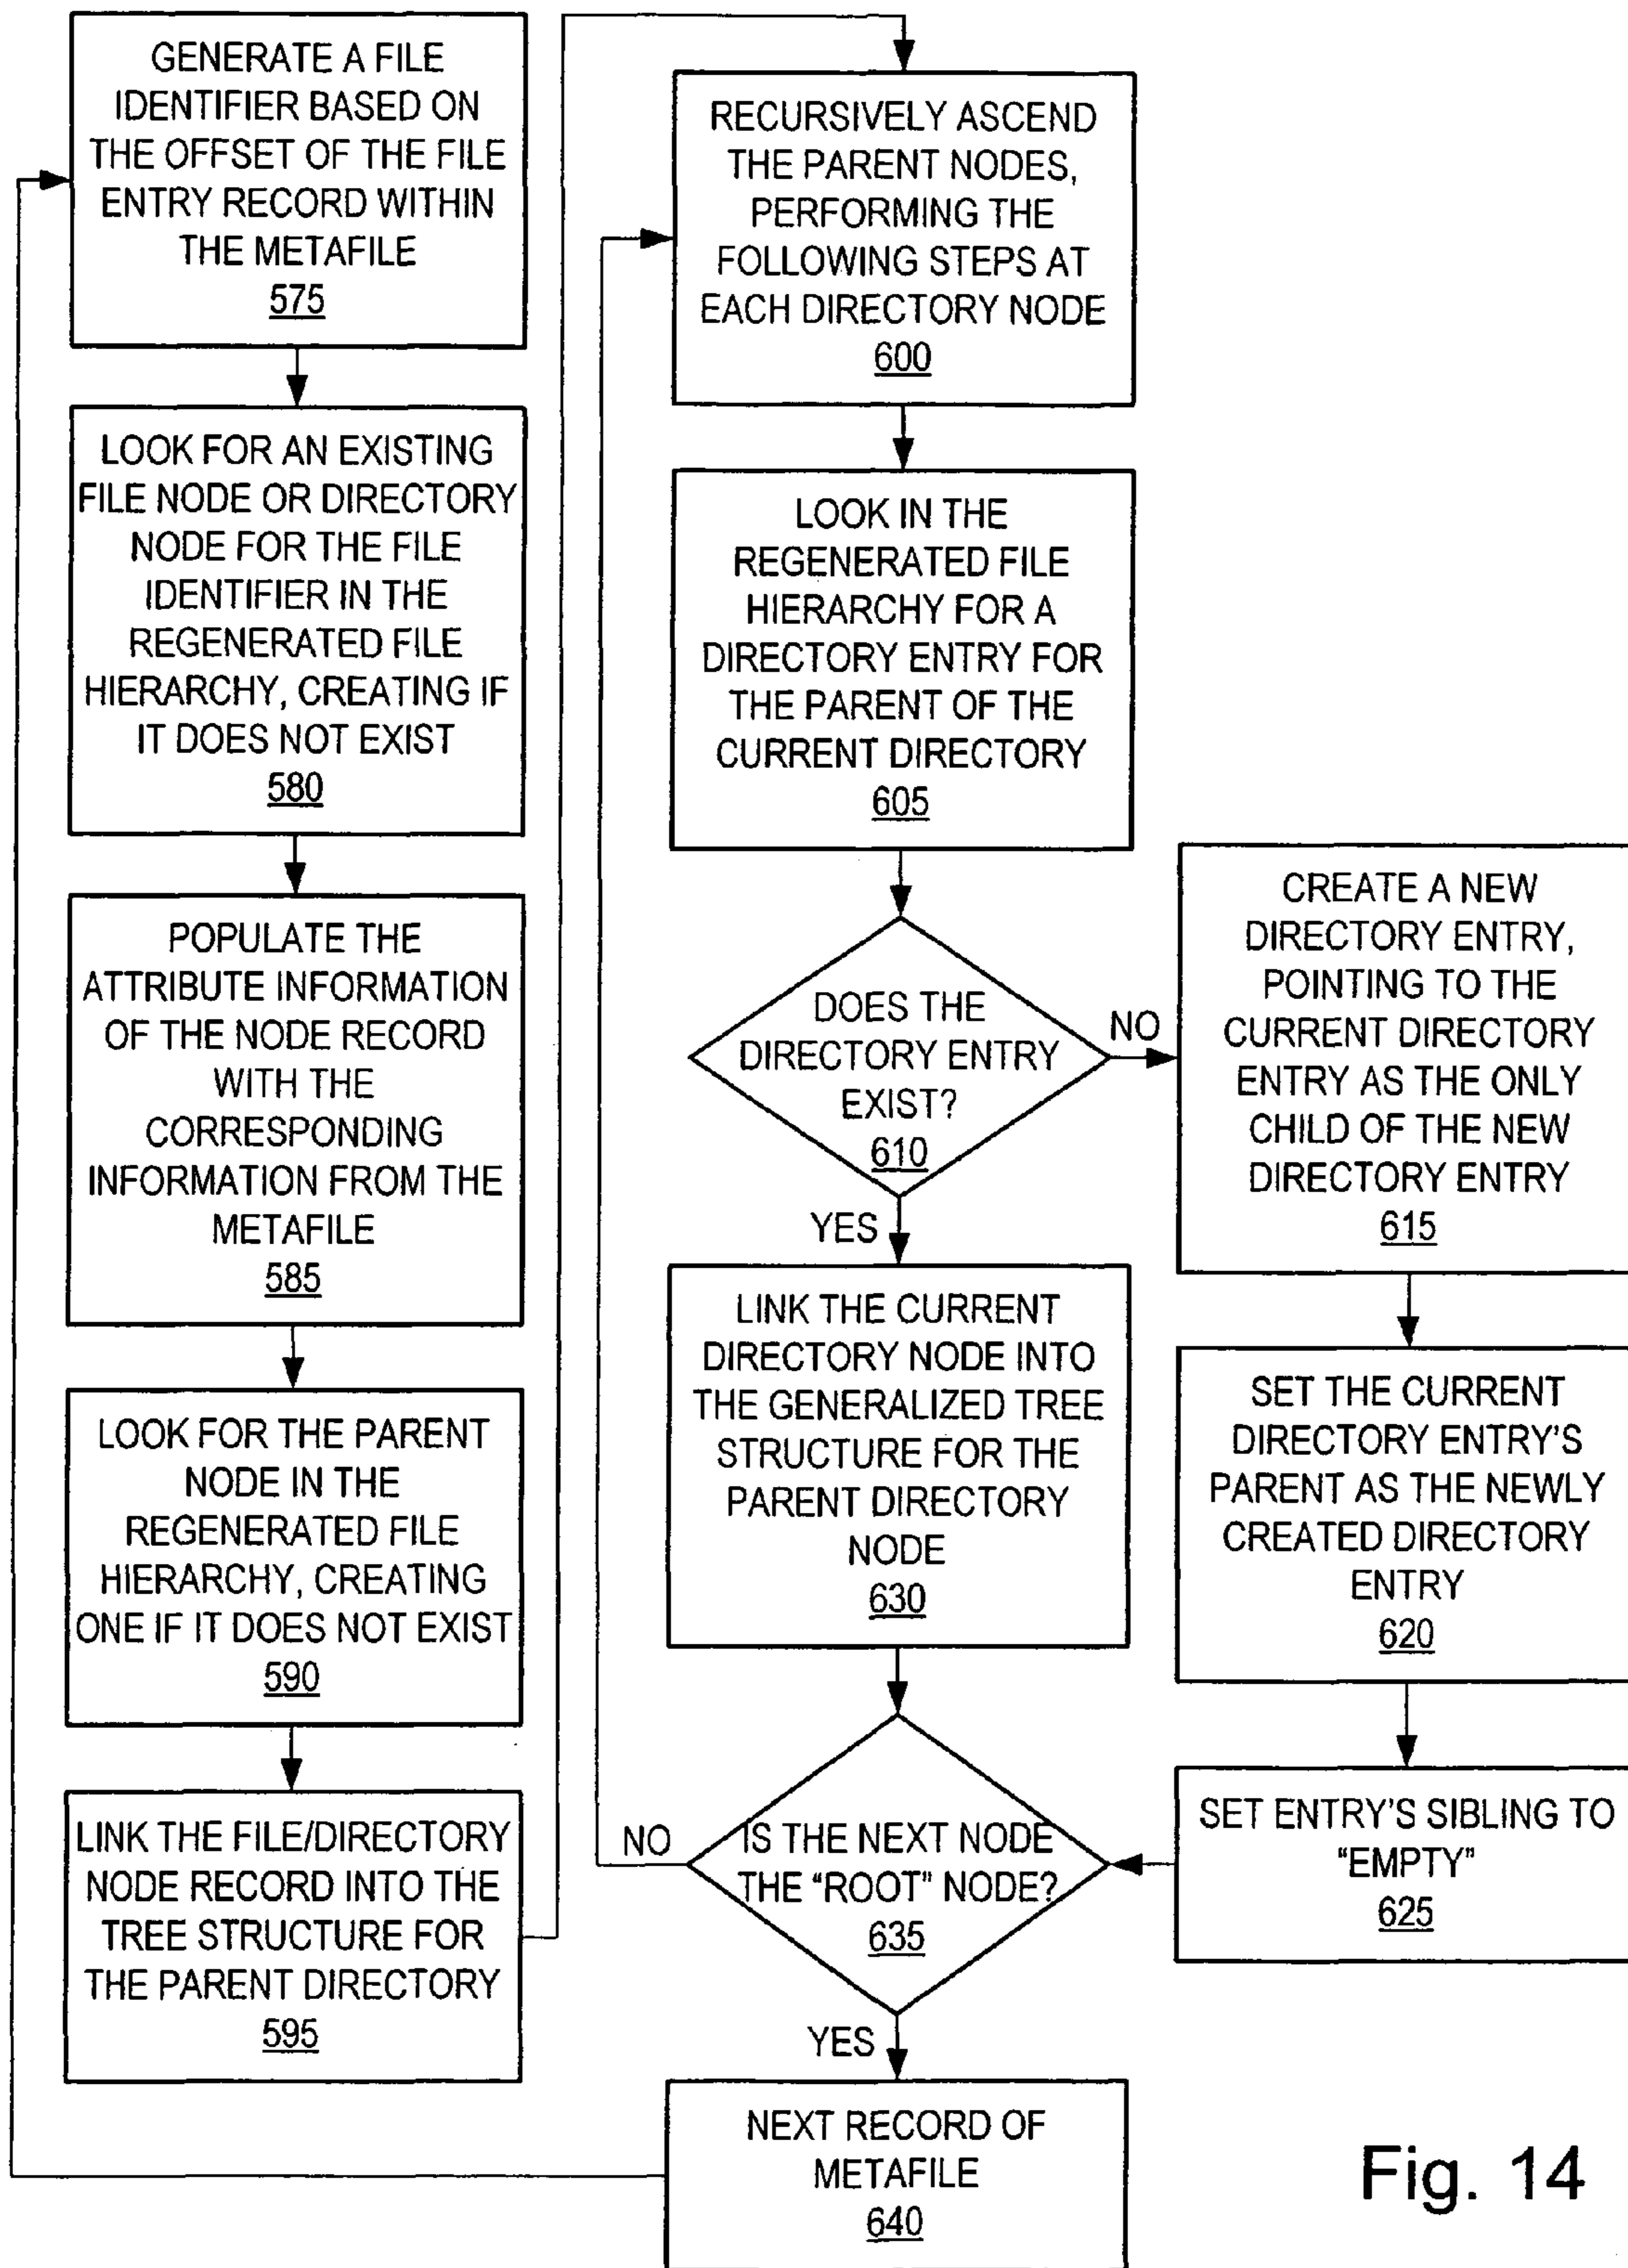 GENERATE A FILE
IDENTIFIER BASED ON
THE OFFSET OF THE FILE
ENTRY RECORD WITHIN
THE METAFILE
575
LOOK FOR AN EXISTING
FILE NODE OR DIRECTORY
NODE FOR THE FILE
IDENTIFIER IN THE
REGENERATED FILE
HIERARCHY, CREATING IF
IT DOES NOT EXIST
580
POPULATE THE
ATTRIBUTE INFORMATION
OF THE NODE RECORD
WITH THE
CORRESPONDING
INFORMATION FROM THE
METAFILE
585
LOOK FOR THE PARENT
NODE IN THE
REGENERATED FILE
HIERARCHY, CREATING
ONE IF IT DOES NOT EXIST
590
LINK THE FILE/DIRECTORY
NODE RECORD INTO THE
TREE STRUCTURE FOR
THE PARENT DIRECTORY
595
RECURSIVELY ASCEND
THE PARENT NODES,
PERFORMING THE
FOLLOWING STEPS AT
EACH DIRECTORY NODE
600
LOOK IN THE
REGENERATED FILE
HIERARCHY FOR A
DIRECTORY ENTRY FOR
THE PARENT OF THE
CURRENT DIRECTORY
605
DOES THE
DIRECTORY ENTRY
EXIST?
610
NO
CREATE A NEW
DIRECTORY ENTRY,
POINTING TO THE
CURRENT DIRECTORY
ENTRY AS THE ONLY
CHILD OF THE NEW
DIRECTORY ENTRY
615
SET THE CURRENT
DIRECTORY ENTRY'S
PARENT AS THE NEWLY
CREATED DIRECTORY
ENTRY
620
SET ENTRY'S SIBLING TO
“EMPTY”
625
YES
LINK THE CURRENT
DIRECTORY NODE INTO
THE GENERALIZED TREE
STRUCTURE FOR THE
PARENT DIRECTORY
NODE
630
NO
IS THE NEXT NODE
THE “ROOT” NODE?
635
YES
NEXT RECORD OF
METAFILE
640
Fig. 14